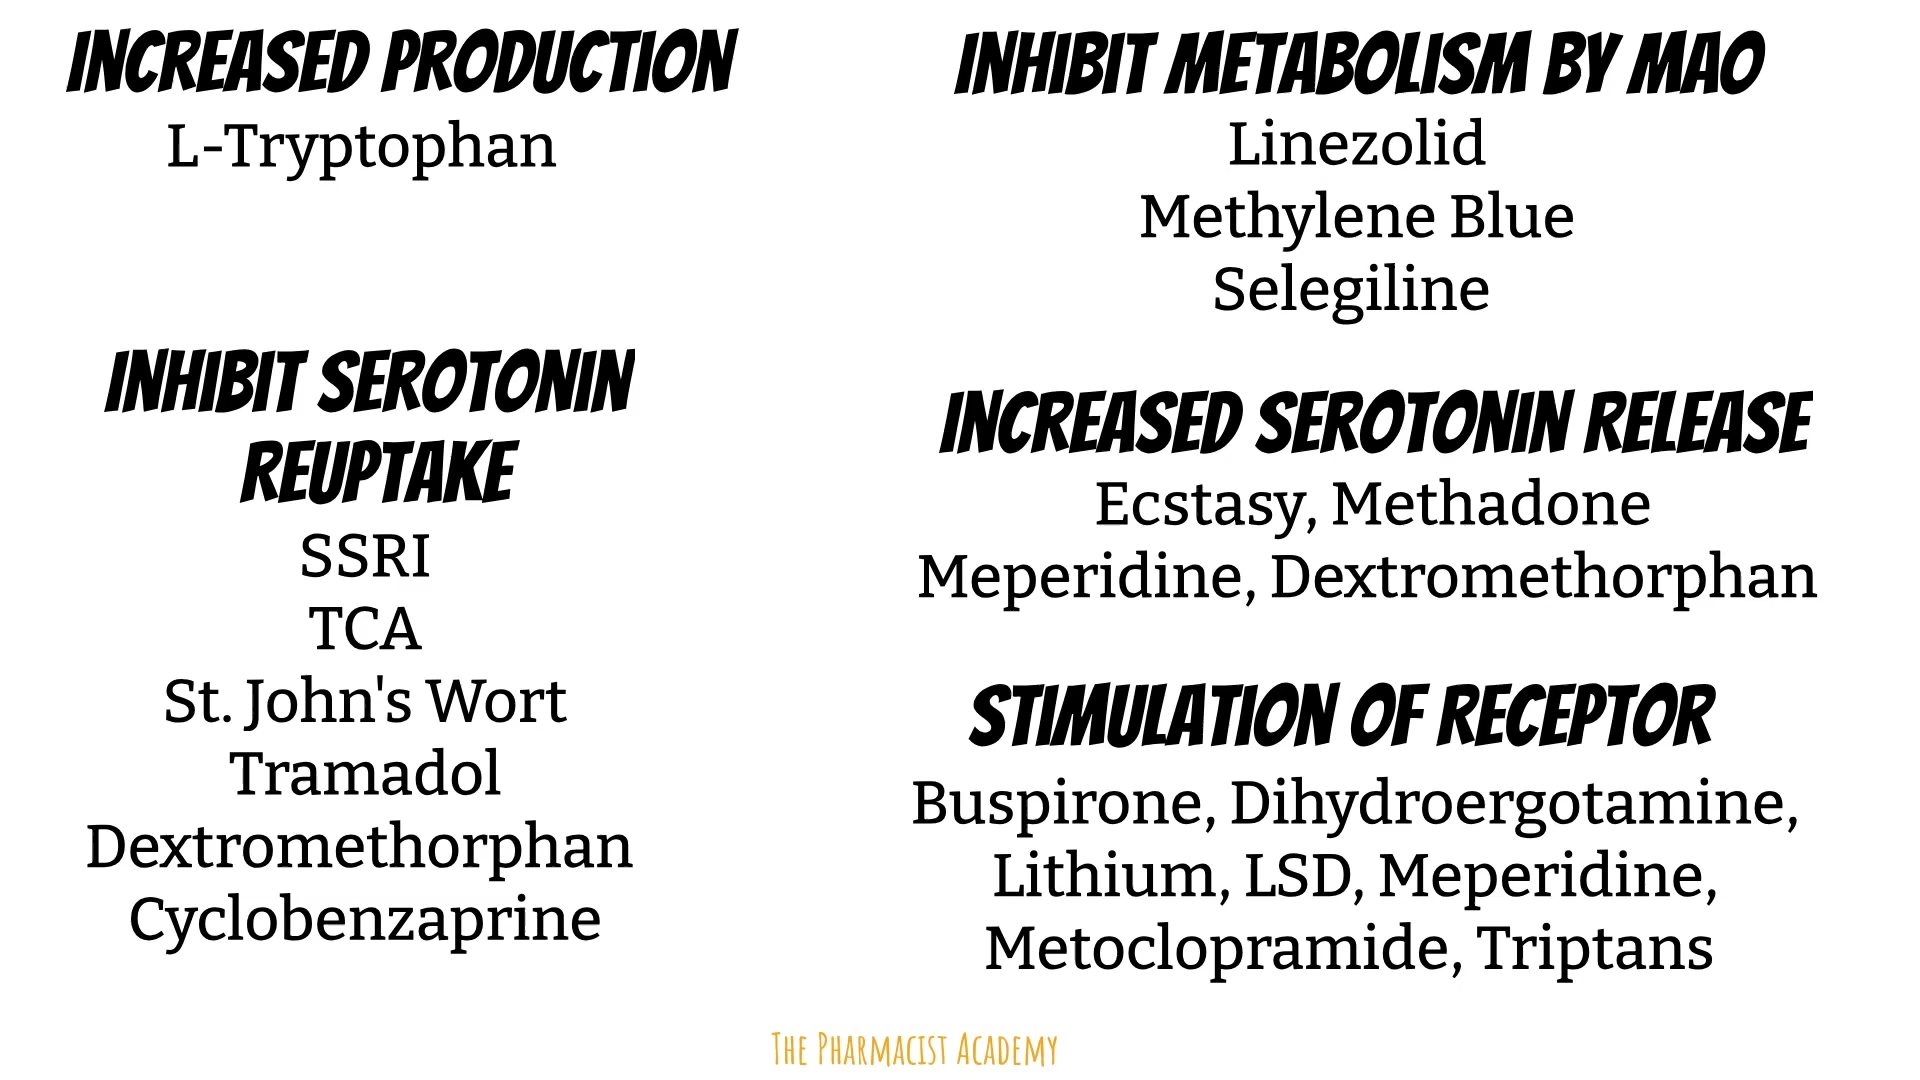 INCREASED PRODUCTION
L-Tryptophan
INHIBIT SEROTONIN
REUPTAKE
SSRI
TCA
St. John's Wort
Tramadol
Dextromethorphan
Cyclobenzaprine
INHIBIT METABOLISM BY MAO
Linezolid
Methylene Blue
Selegiline
INCREASED SEROTONIN RELEASE
Ecstasy, Methadone
Meperidine, Dextromethorphan
STIMULATION OF RECEPTOR
Buspirone, Dihydroergotamine,
Lithium, LSD, Meperidine,
Metoclopramide, Triptans
The Pharmacist Academy